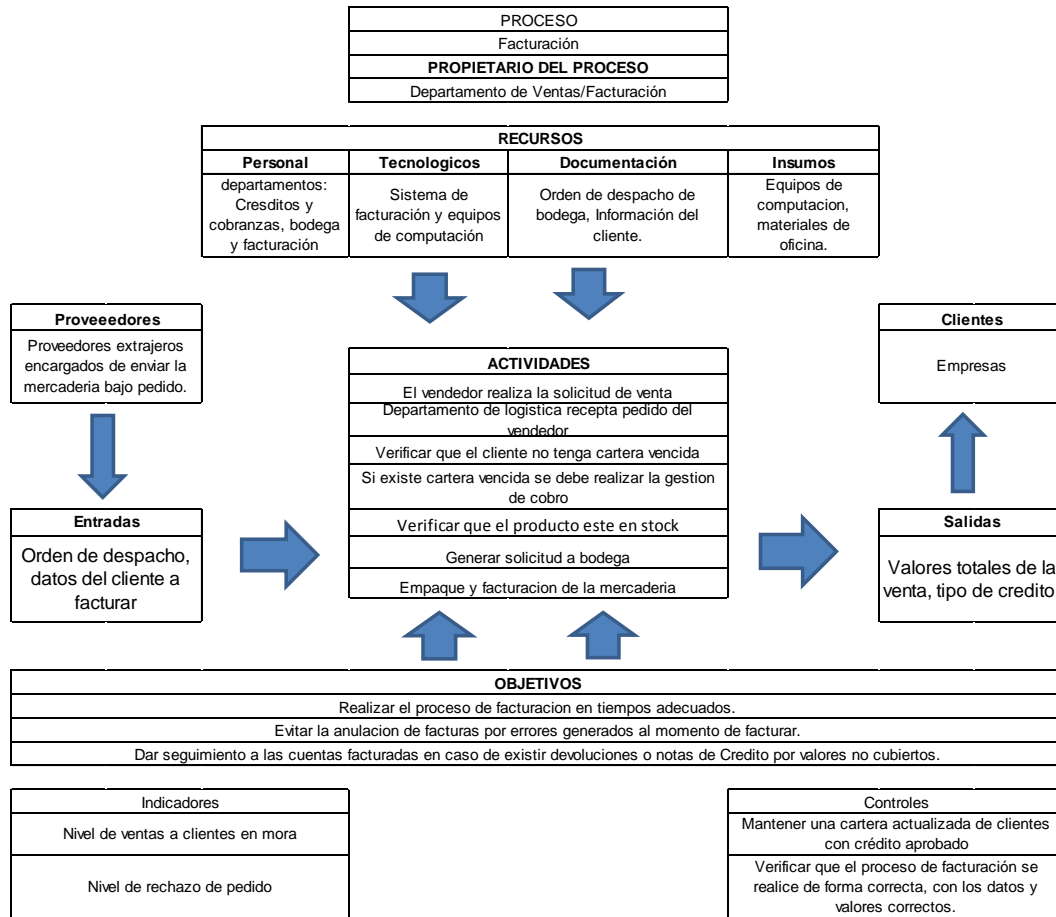 PROCESO
Facturación
PROPIETARIO DEL PROCESO
Departamento de Ventas/Facturación
RECURSOS
Personal
departamentos:
Cresditos y
cobranzas, bodega
y facturación
Tecnologicos
Sistema de
facturación y equipos
de computación
Documentación
Orden de despacho de
bodega, Información del
cliente.
Insumos
Equipos de
computacion,
materiales de
oficina.
Proveeedores
Proveedores extrajeros
encargados de enviar la
mercaderia bajo pedido.
Entradas
Orden de despacho,
datos del cliente a
facturar
ACTIVIDADES
El vendedor realiza la solicitud de venta
Departamento de logistica recepta pedido del
vendedor
Verificar que el cliente no tenga cartera vencida
Si existe cartera vencida se debe realizar la gestion
de cobro
Verificar que el producto este en stock
Generar solicitud a bodega
Empaque y facturacion de la mercaderia
Clientes
Empresas
Salidas
Valores totales de la
venta, tipo de credito
OBJETIVOS
Realizar el proceso de facturacion en tiempos adecuados.
Evitar la anulacion de facturas por errores generados al momento de facturar.
Dar seguimiento a las cuentas facturadas en caso de existir devoluciones o notas de Credito por valores no cubiertos.
Indicadores
Nivel de ventas a clientes en mora
Nivel de rechazo de pedido
Controles
Mantener una cartera actualizada de clientes
con crédito aprobado
Verificar que el proceso de facturación se
realice de forma correcta, con los datos y
valores correctos.